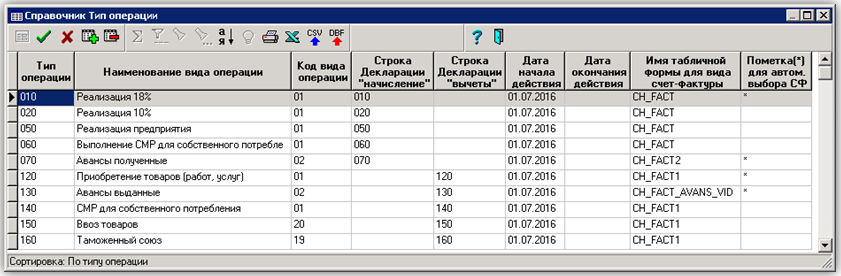 Справочник Тип операции
CSV DBF
Тип операции Наименование вида операции Код вида операции Строка Декларации "начисление" Строка Декларации "вычеты" Дата начала действия Дата окончания действия Имя табличной формы для вида счет-фактуры Пометка(*) для автом. выбора СФ
010 Реализация 18% 01 010 01.07.2016 CH_FACT *
020 Реализация 10% 01 020 01.07.2016 CH_FACT
050 Реализация предприятия 01 050 01.07.2016 CH_FACT
060 Выполнение СМР для собственного потребле 01 060 01.07.2016 CH_FACT
070 Авансы полученные 02 070 01.07.2016 CH_FACT2 *
120 Приобретение товаров (работ, услуг) 01 120 01.07.2016 CH_FACT1 *
130 Авансы выданные 02 130 01.07.2016 CH_FACT_AVANS_VID *
140 СМР для собственного потребления 01 140 01.07.2016 CH_FACT1
150 Ввоз товаров 20 150 01.07.2016 CH_FACT1
160 Таможенный союз 19 160 01.07.2016 CH_FACT1
Сортировка: По типу операции